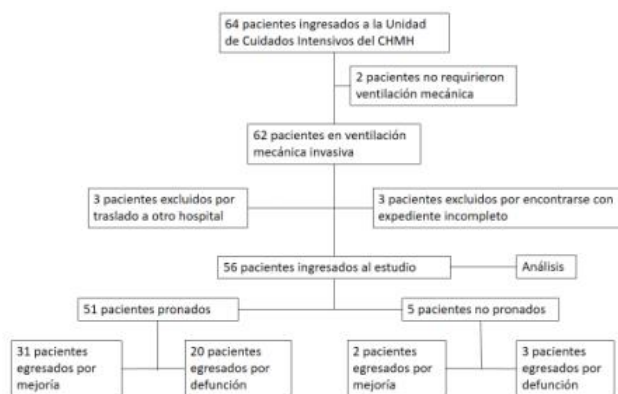 64 pacientes ingresados a la Unidad
de Cuidados Intensivos del CHMH
2 pacientes no requirieron
ventilación mecánica
62 pacientes en ventilación
mecánica invasiva
3 pacientes excluidos por
traslado a otro hospital
3 pacientes excluidos por encontrarse con
expediente incompleto
56 pacientes ingresados al estudio
Análisis
51 pacientes pronados
5 pacientes no pronados
31 pacientes
egresados por
mejoría
20 pacientes
egresados por
defunción
2 pacientes
egresados por
mejoría
3 pacientes
egresados por
defunción